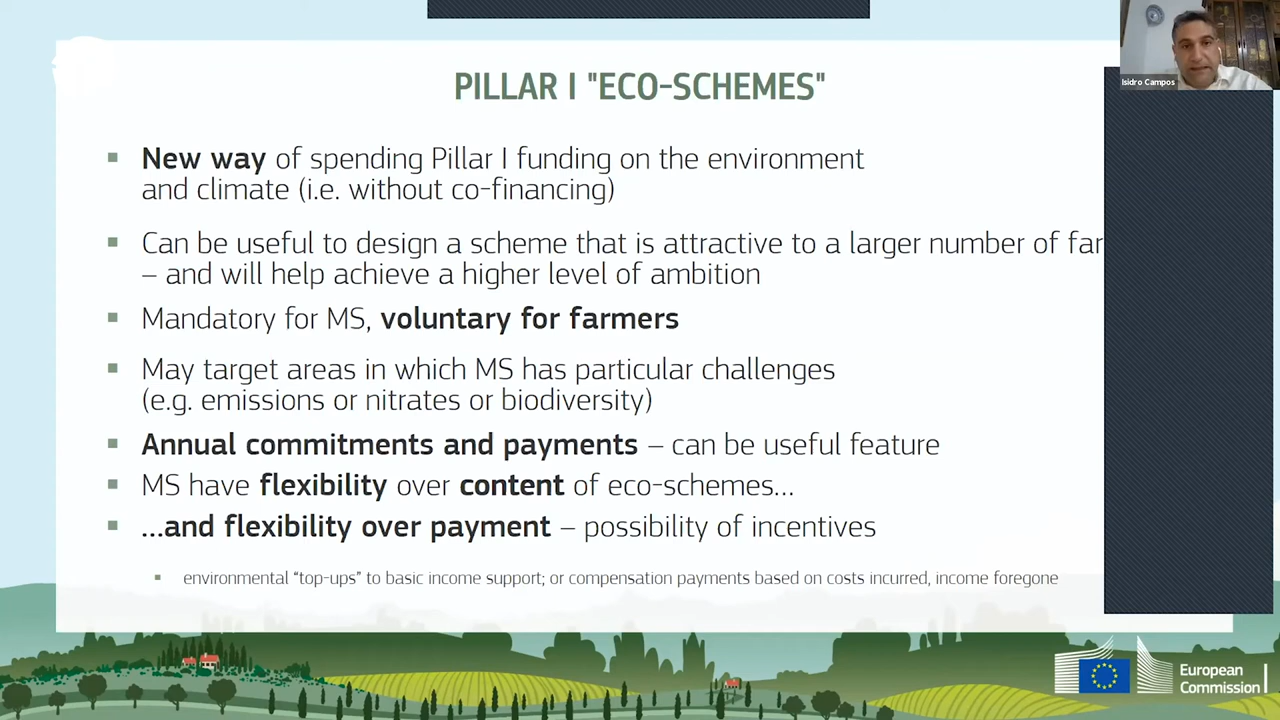 Isidro Campos
PILLAR I "ECO-SCHEMES"
▪ New way of spending Pillar I funding on the environment
and climate (i.e. without co-financing)
▪ Can be useful to design a scheme that is attractive to a larger number of far
– and will help achieve a higher level of ambition
▪ Mandatory for MS, voluntary for farmers
▪ May target areas in which MS has particular challenges
(e.g. emissions or nitrates or biodiversity)
▪ Annual commitments and payments – can be useful feature
▪ MS have flexibility over content of eco-schemes...
▪ ...and flexibility over payment – possibility of incentives
▪ environmental “top-ups” to basic income support; or compensation payments based on costs incurred, income foregone
European
Commission